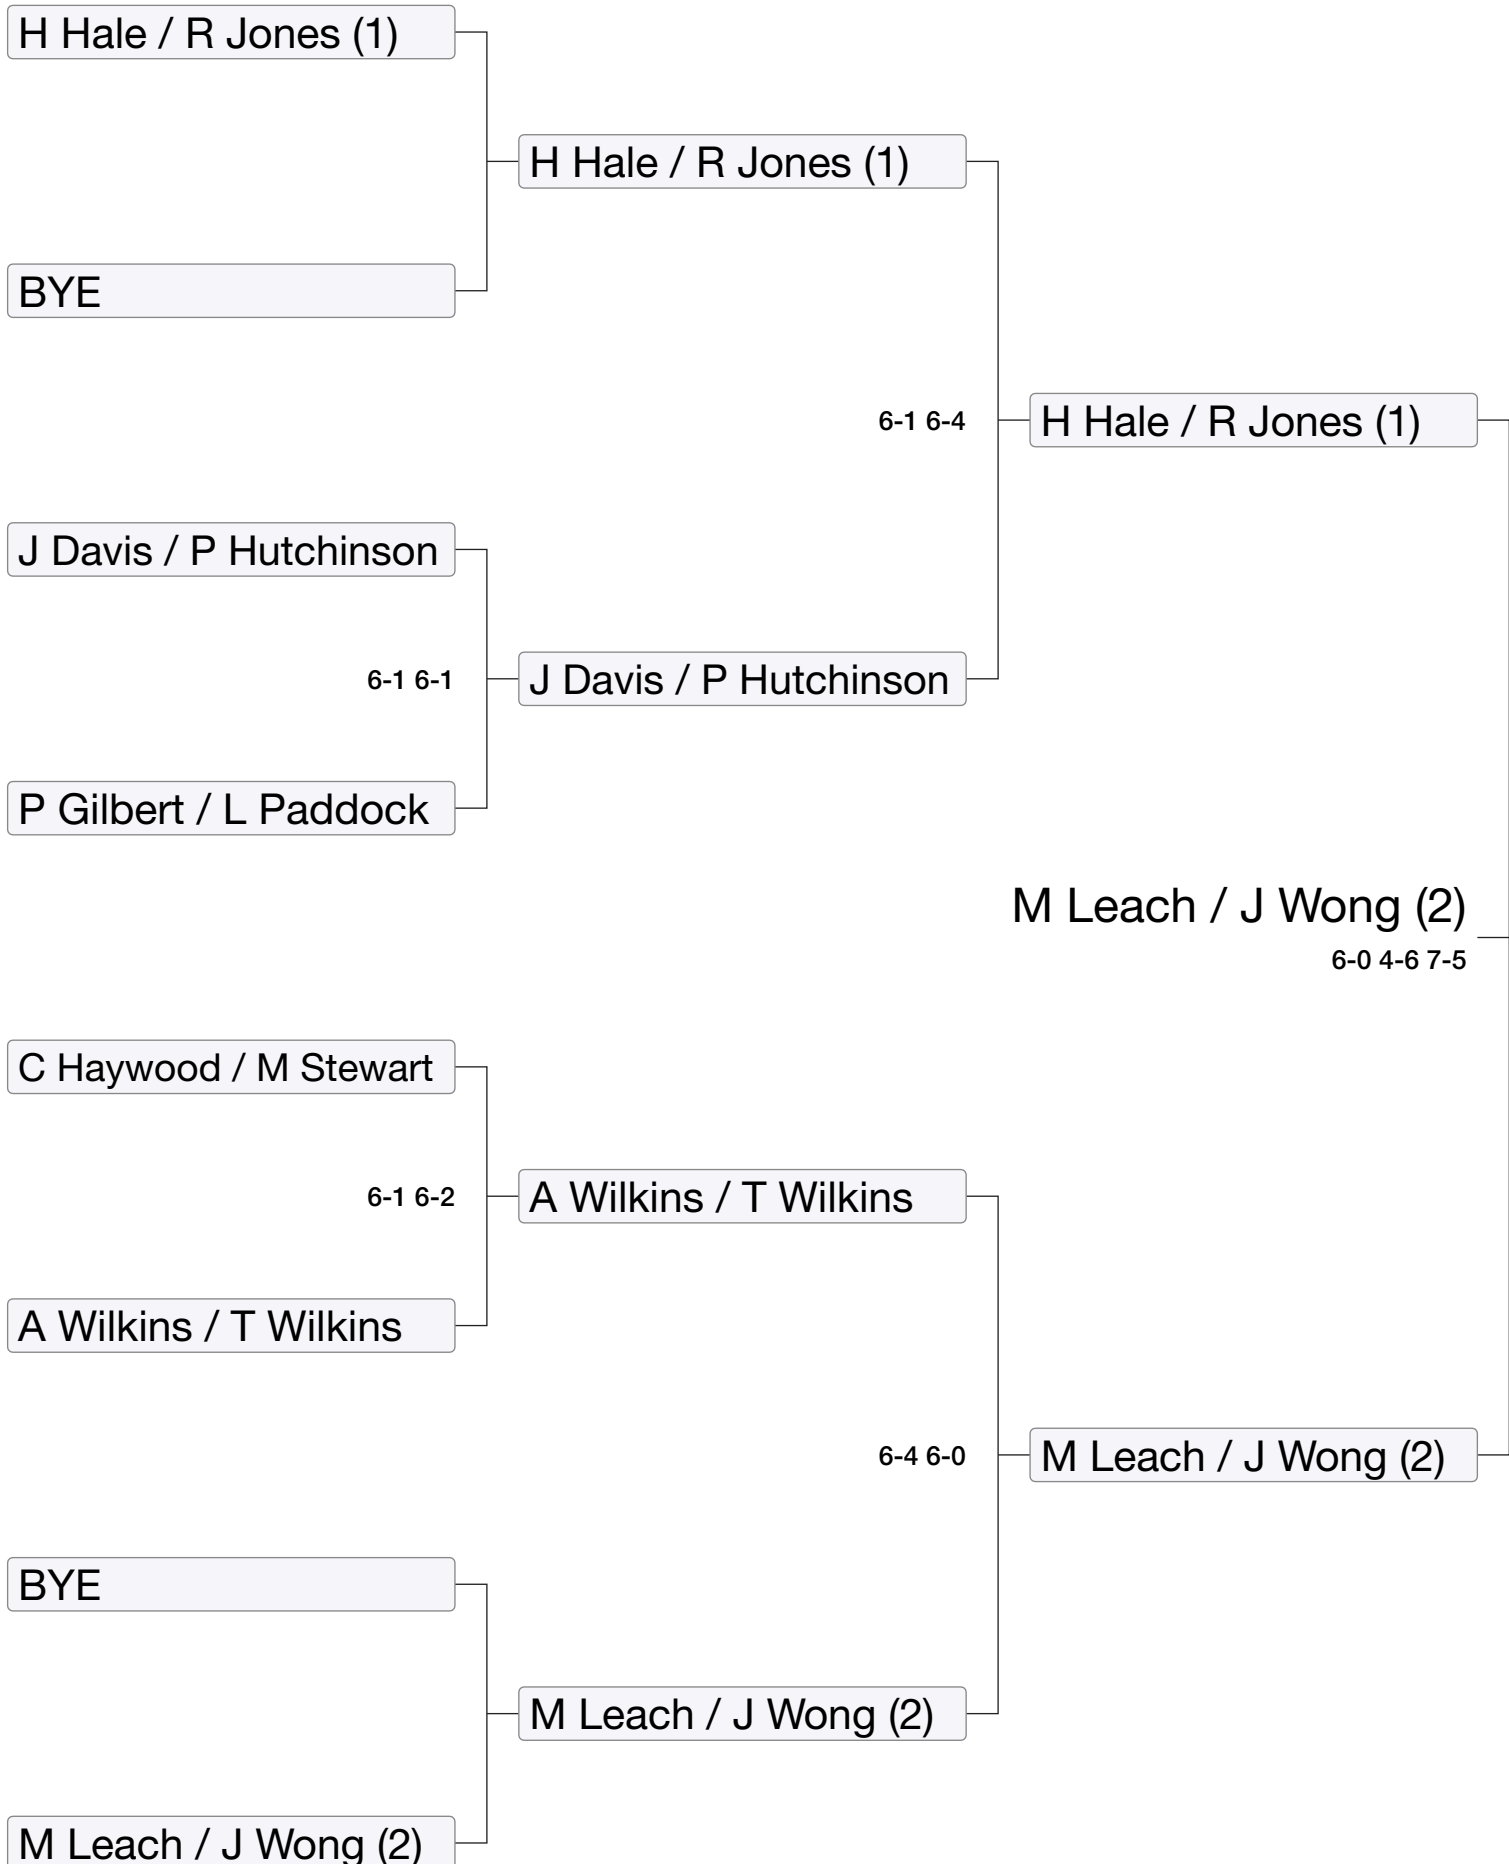 H Hale / R Jones (1)
H Hale / R Jones (1)
BYE
6-1 6-4
H Hale / R Jones (1)
J Davis / P Hutchinson
6-1 6-1
J Davis / P Hutchinson
P Gilbert / L Paddock
M Leach / J Wong (2)
6-0 4-6 7-5
C Haywood / M Stewart
6-1 6-2
A Wilkins / T Wilkins
A Wilkins / T Wilkins
6-4 6-0
M Leach / J Wong (2)
BYE
M Leach / J Wong (2)
M Leach / J Wong (2)